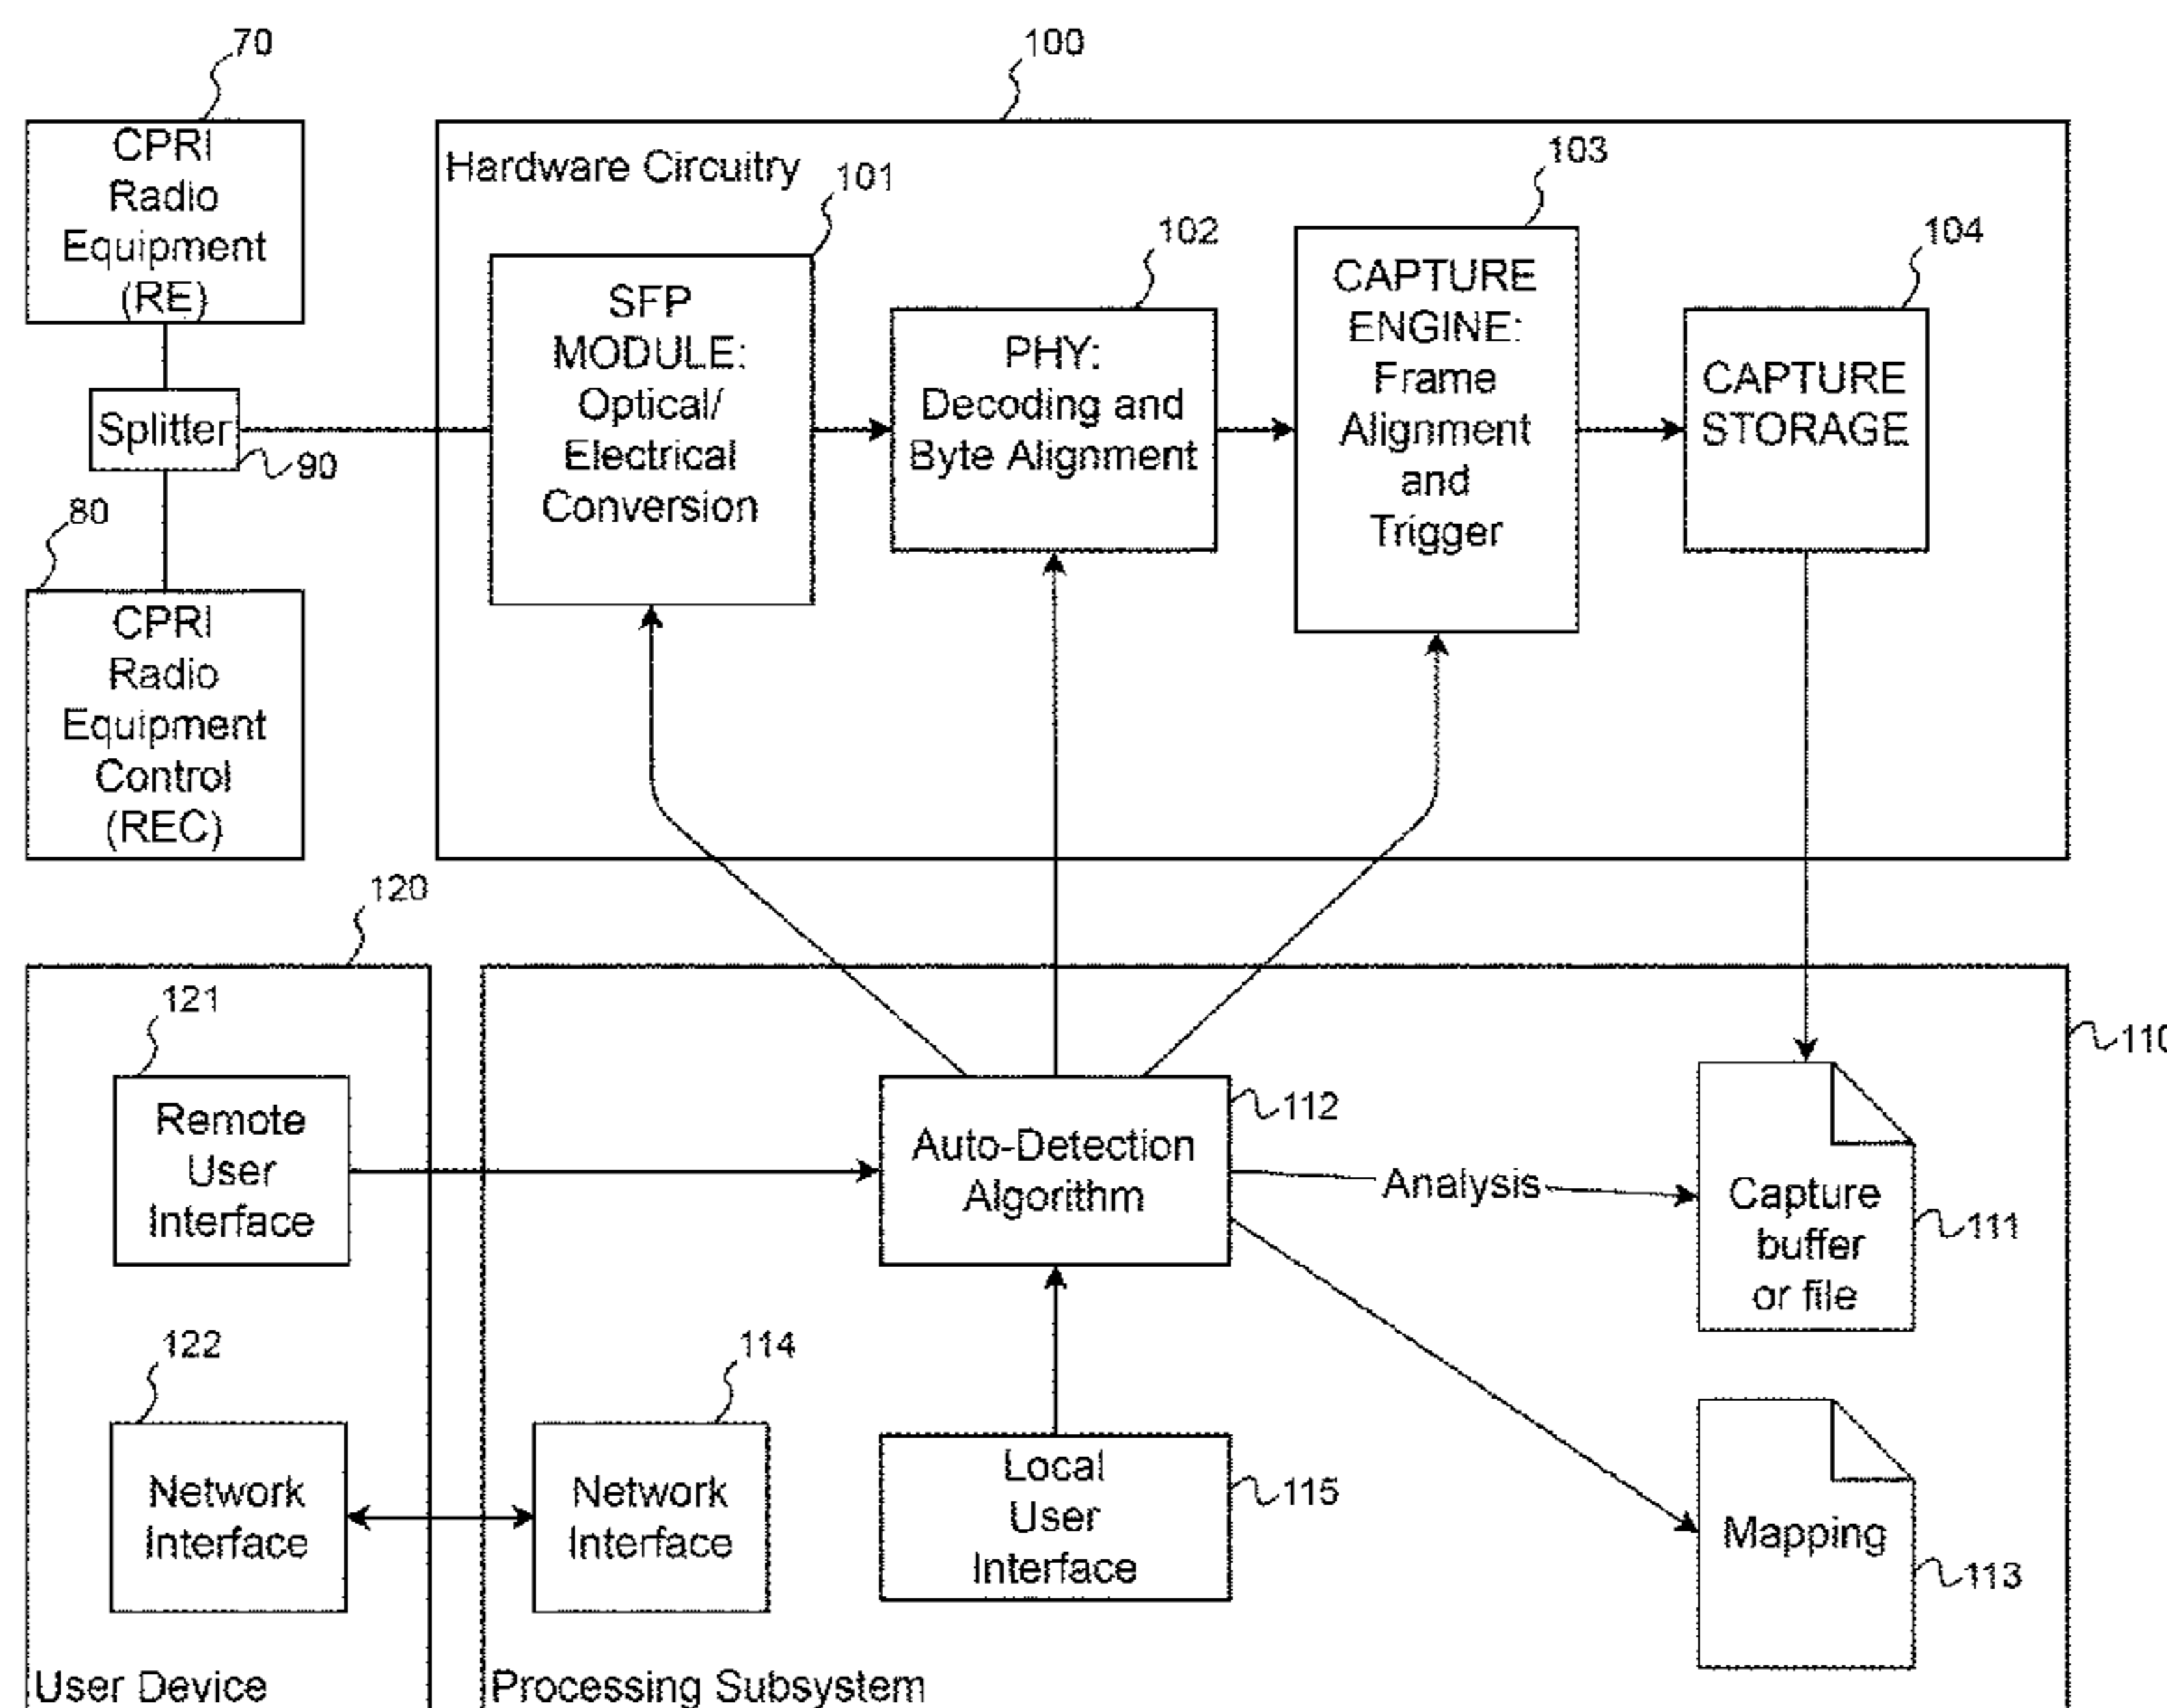 70
100
CPRI
Radio
Equipment
(RE)
Hardware Circuitry
101
102
103
104
SFP
MODULE:
Optical/
Electrical
Conversion
PHY:
Decoding and
Byte Alignment
CAPTURE
ENGINE:
Frame
Alignment
and
Trigger
CAPTURE
STORAGE
Splitter
90
80
CPRI
Radio
Equipment
Control
(REC)
120
121
Remote
User
Interface
110
112
Auto-Detection
Algorithm
Analysis
Capture
buffer
or file
111
122
Network
Interface
114
Network
Interface
Local
User
Interface
115
Mapping
113
User Device
Processing Subsystem